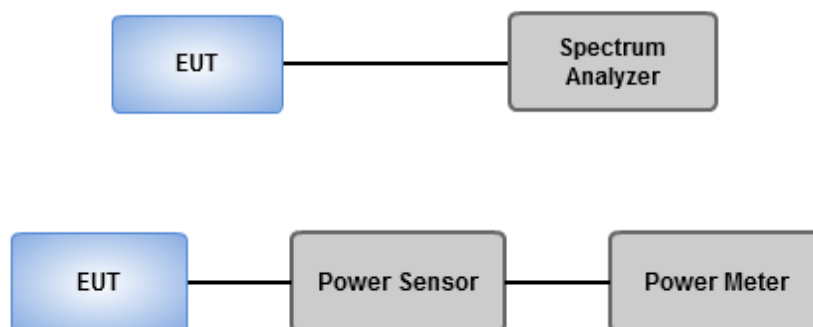 EUT
Spectrum
Analyzer
EUT
Power Sensor
Power Meter